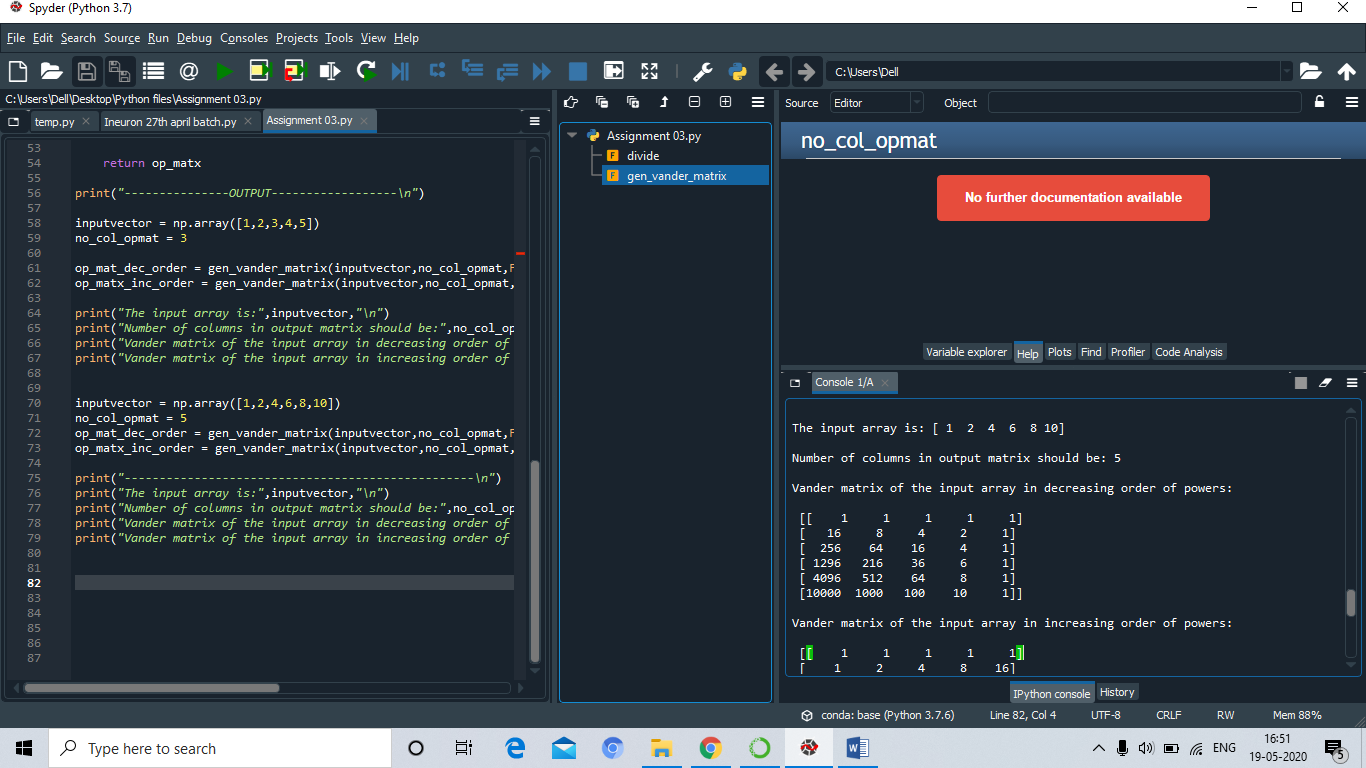 Spyder (Python 3.7)
File Edit Search Source Run Debug Consoles Projects Tools View Help
C:\Users\Dell
C:\Users\Dell\Desktop\Python files\Assignment 03.py
temp.py Ineuron 27th april batch.py Assignment 03.py
53
54 return op_matx
55
56 print("---------------OUTPUT------------------\n")
57
58 inputvector = np.array([1,2,3,4,5])
59 no_col_opmat = 3
60
61 op_mat_dec_order = gen_vander_matrix(inputvector,no_col_opmat,F
62 op_matx_inc_order = gen_vander_matrix(inputvector,no_col_opmat,
63
64 print("The input array is:",inputvector,"\n")
65 print("Number of columns in output matrix should be:",no_col_op
66 print("Vander matrix of the input array in decreasing order of
67 print("Vander matrix of the input array in increasing order of
68
69
70 inputvector = np.array([1,2,4,6,8,10])
71 no_col_opmat = 5
72 op_mat_dec_order = gen_vander_matrix(inputvector,no_col_opmat,F
73 op_matx_inc_order = gen_vander_matrix(inputvector,no_col_opmat,
74
75 print("--------------------------------------------------\n")
76 print("The input array is:",inputvector,"\n")
77 print("Number of columns in output matrix should be:",no_col_op
78 print("Vander matrix of the input array in decreasing order of
79 print("Vander matrix of the input array in increasing order of
80
81
82
83
84
85
86
87
Assignment 03.py
divide
gen_vander_matrix
Source Editor Object
no_col_opmat
No further documentation available
Variable explorer Help Plots Find Profiler Code Analysis
Console 1/A
The input array is: [ 1 2 4 6 8 10]
Number of columns in output matrix should be: 5
Vander matrix of the input array in decreasing order of powers:
[[ 1 1 1 1 1]
[ 16 8 4 2 1]
[ 256 64 16 4 1]
[ 1296 216 36 6 1]
[ 4096 512 64 8 1]
[10000 1000 100 10 1]]
Vander matrix of the input array in increasing order of powers:
[[ 1 1 1 1 1]
[ 1 2 4 8 16]
IPython console History
conda: base (Python 3.7.6) Line 82, Col 4 UTF-8 CRLF RW Mem 88%
Type here to search
ENG
16:51
19-05-2020
5